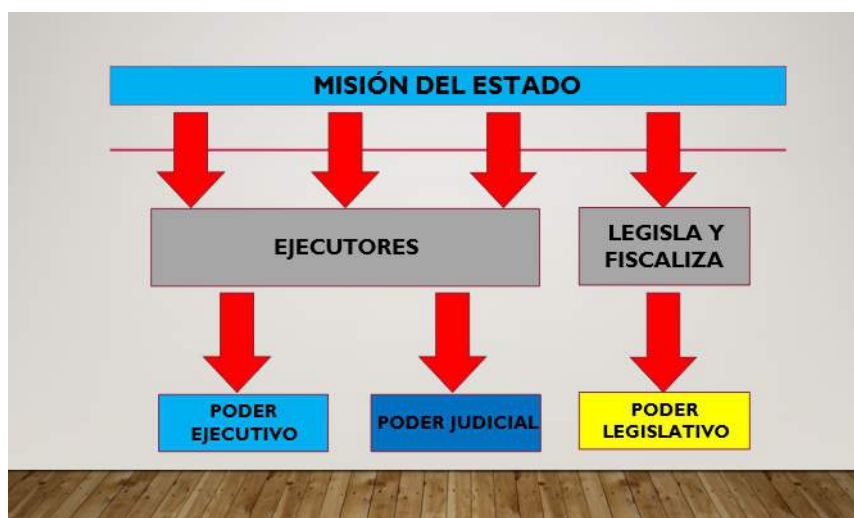 MISIÓN DEL ESTADO
EJECUTORES
LEGISLA Y
FISCALIZA
PODER
EJECUTIVO
PODER JUDICIAL
PODER
LEGISLATIVO